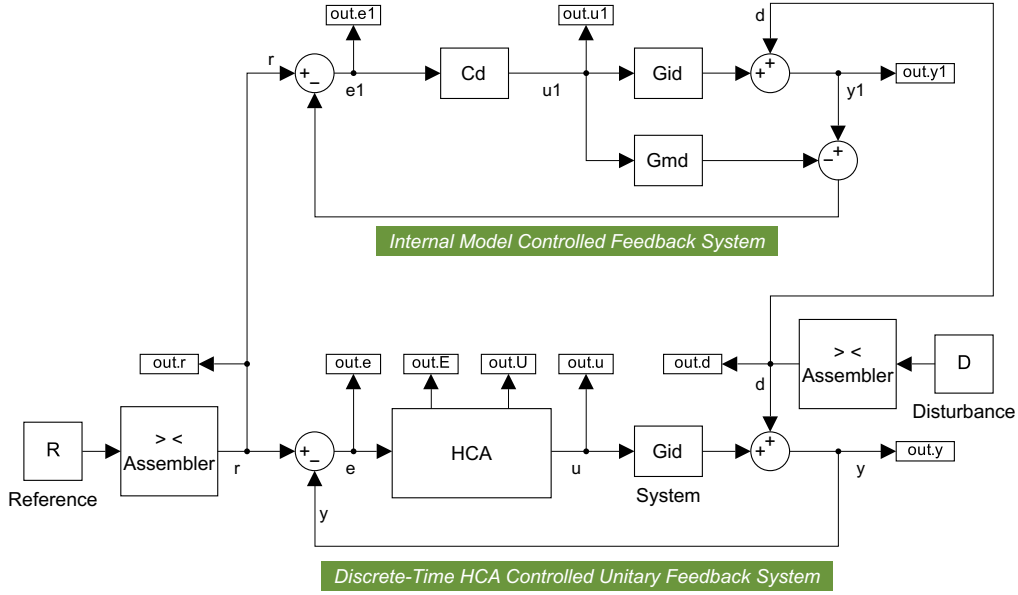 out.e1
out.u1
d
r
+
−
e1
Cd
u1
Gid
+
+
y1
out.y1
Gmd
−
+
Internal Model Controlled Feedback System
out.r
out.e
out.E
out.U
out.u
out.d
d
> <
Assembler
D
Disturbance
R
Reference
> <
Assembler
r
+
−
e
HCA
u
Gid
System
+
+
y
out.y
y
Discrete-Time HCA Controlled Unitary Feedback System